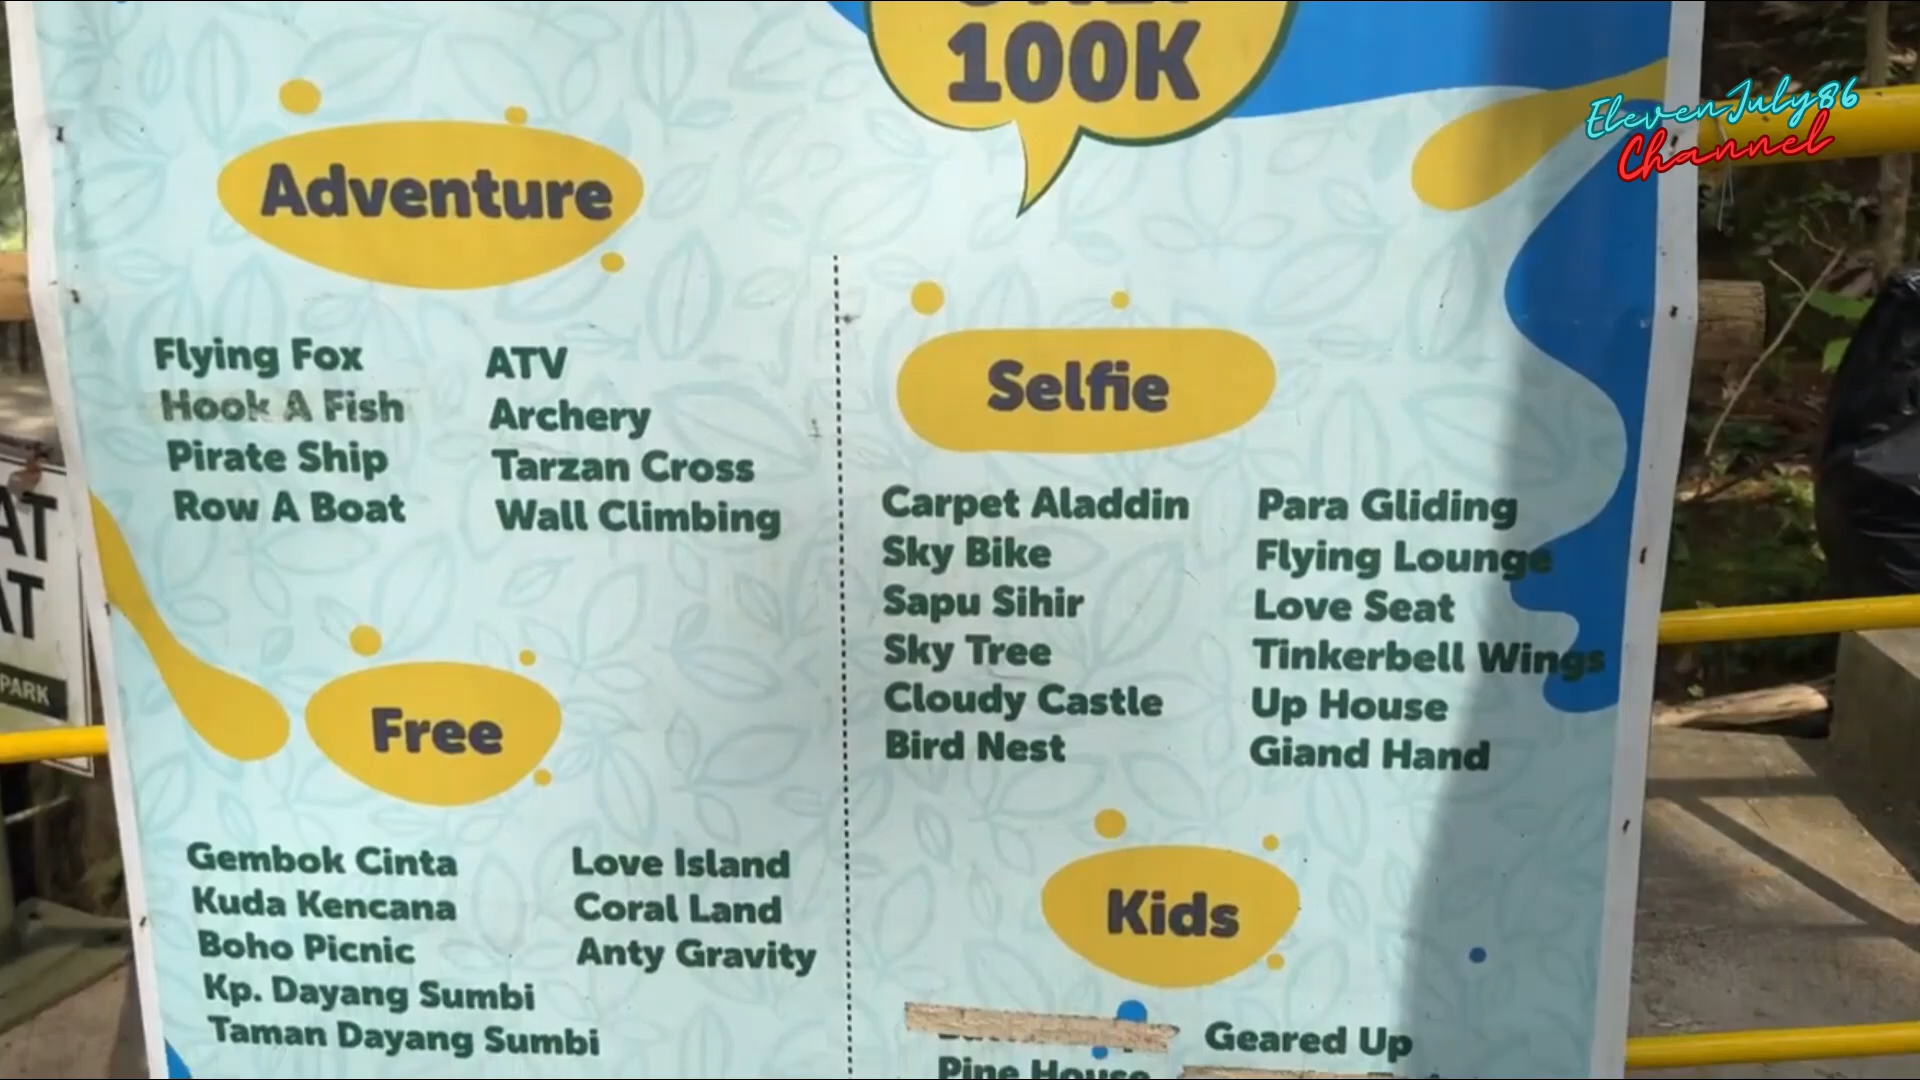 100K
ElevenJuly86
Channel
Adventure
Flying Fox
Hook A Fish
Pirate Ship
Row A Boat
ATV
Archery
Tarzan Cross
Wall Climbing
Selfie
Carpet Aladdin
Sky Bike
Sapu Sihir
Sky Tree
Cloudy Castle
Bird Nest
Para Gliding
Flying Lounge
Love Seat
Tinkerbell Wings
Up House
Giand Hand
Free
Gembok Cinta
Kuda Kencana
Boho Picnic
Kp. Dayang Sumbi
Taman Dayang Sumbi
Love Island
Coral Land
Anty Gravity
Kids
Geared Up
Pine House
AT
AT
PARK